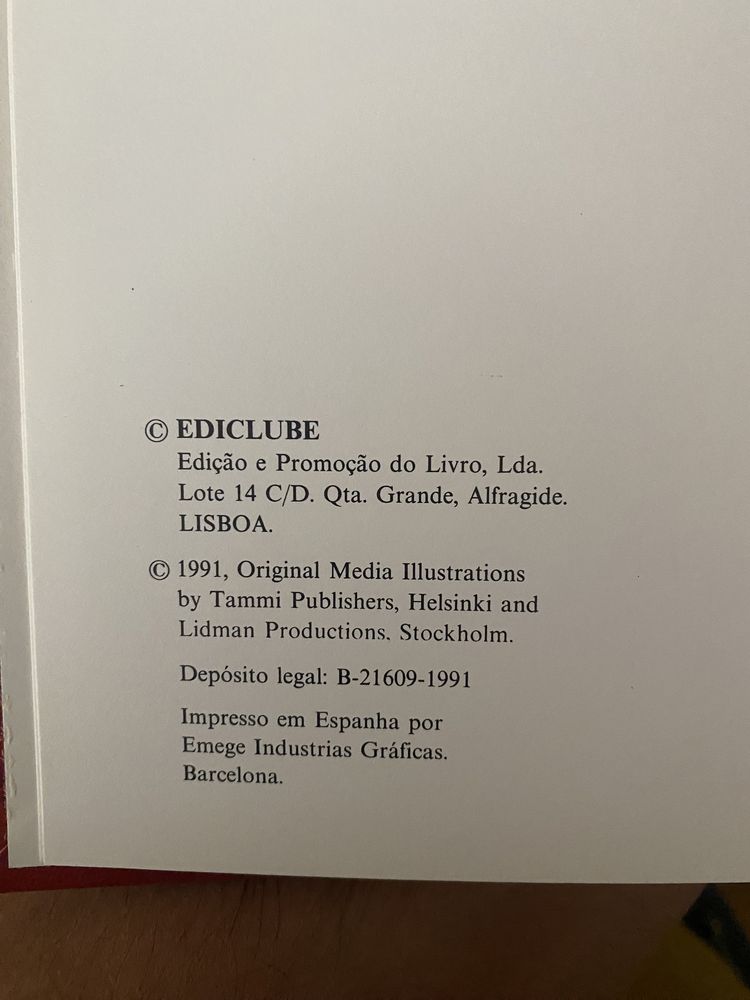 © EDICLUBE
Edição e Promoção do Livro, Lda.
Lote 14 C/D. Qta. Grande, Alfragide.
LISBOA.
© 1991, Original Media Illustrations
by Tammi Publishers, Helsinki and
Lidman Productions. Stockholm.
Depósito legal: B-21609-1991
Impresso em Espanha por
Emege Industrias Gráficas.
Barcelona.